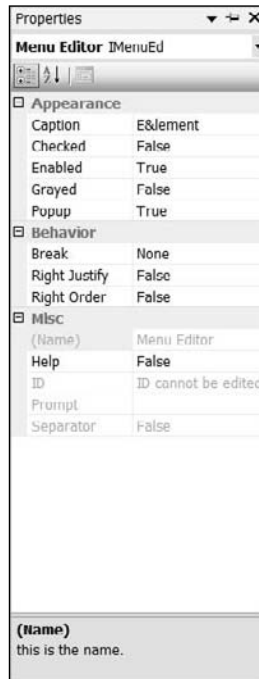 Properties
Menu Editor IMenuEd
Appearance
Caption E&lement
Checked False
Enabled True
Grayed False
Popup True
Behavior
Break None
Right Justify False
Right Order False
Misc
(Name) Menu Editor
Help False
ID ID cannot be edited
Prompt
Separator False
(Name)
this is the name.